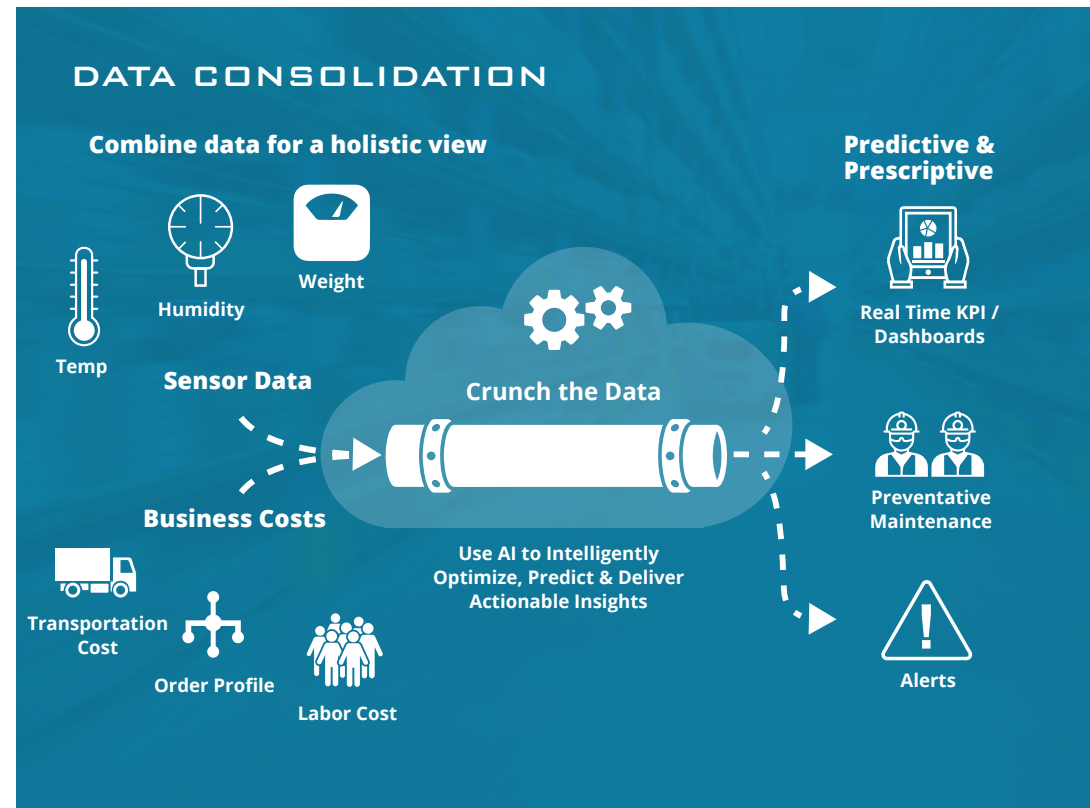 DATA CONSOLIDATION
Combine data for a holistic view
Weight
Humidity
Temp
Sensor Data
Business Costs
Transportation
Cost
Order Profile
Labor Cost
Crunch the Data
Use AI to Intelligently
Optimize, Predict & Deliver
Actionable Insights
Predictive &
Prescriptive
Real Time KPI /
Dashboards
Preventative
Maintenance
!
Alerts